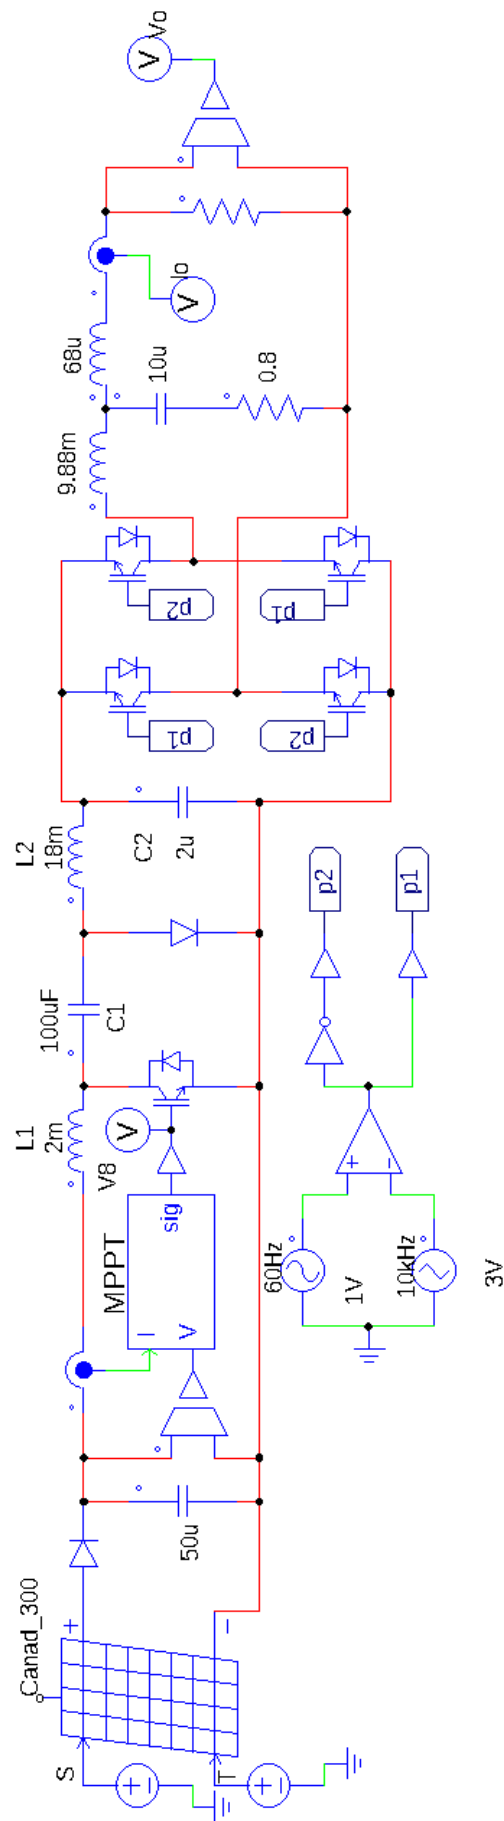 Canad_300
S
T
+
−
50u
MPPT
I
V
sig
V8
V
L1
2m
100uF
C1
L2
18m
C2
2u
p1
p2
p2
p1
9.88m
68u
10u
0.8
V
Io
V
Vo
60Hz
1V
10kHz
3V
+
−
p2
p1